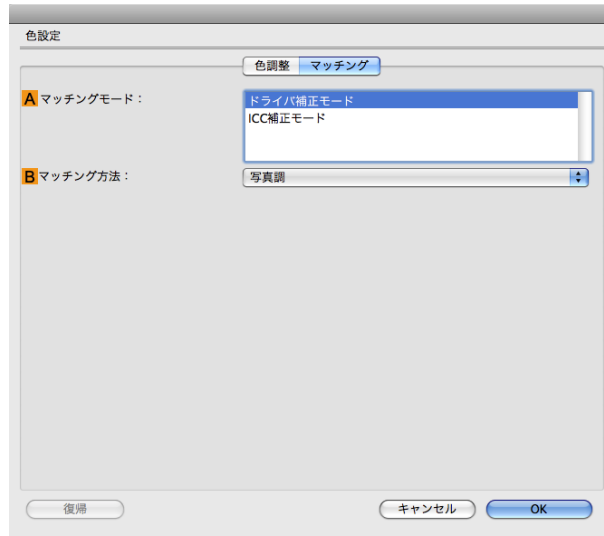 色設定
色調整 マッチング
A マッチングモード：
ドライバ補正モード
ICC補正モード
B マッチング方法：
写真調
復帰 キャンセル OK